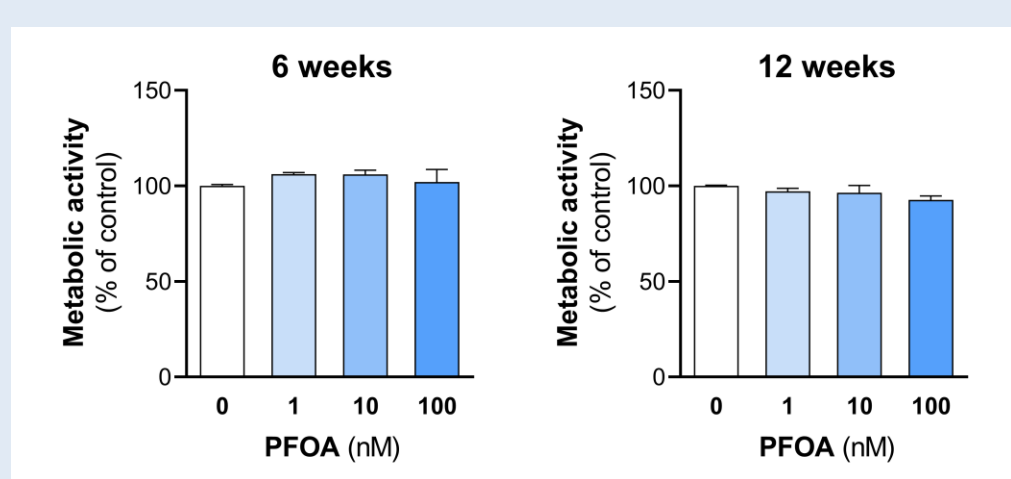 6 weeks
Metabolic activity
(% of control)
150
100
50
0
0 1 10 100
PFOA (nM)
12 weeks
Metabolic activity
(% of control)
150
100
50
0
0 1 10 100
PFOA (nM)